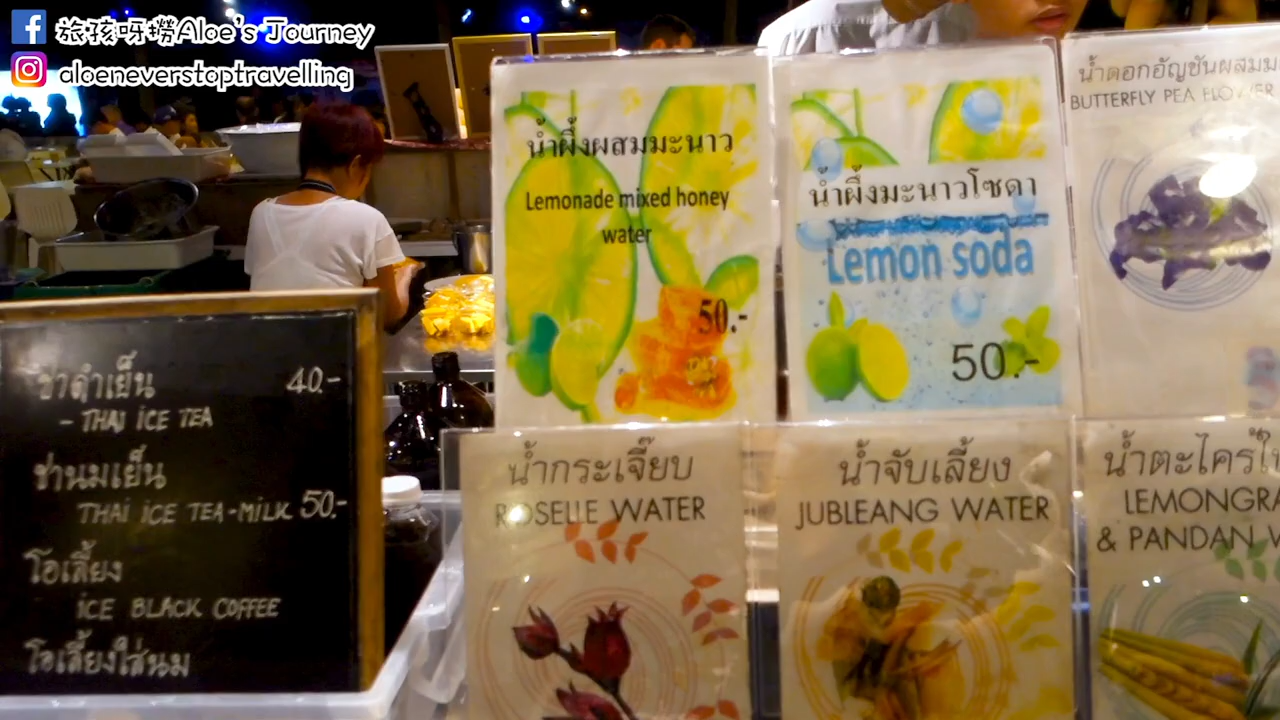 旅孩呀撈Aloe's Journey
aloeneverstoptravelling
ชาดำเย็น 40.-
- THAI ICE TEA
ชานมเย็น
THAI ICE TEA-MILK 50.-
โอเลี้ยง
ICE BLACK COFFEE
โอเลี้ยงใส่นม
น้ำผึ้งผสมมะนาว
Lemonade mixed honey
water
50.-
น้ำผึ้งมะนาวโซดา
Lemon soda
50.-
น้ำดอกอัญชันผสมม
BUTTERFLY PEA FLOWER
น้ำกระเจี๊ยบ
ROSELLE WATER
น้ำจับเลี้ยง
JUBLEANG WATER
น้ำตะไคร้ใ
LEMONGRA
& PANDAN W